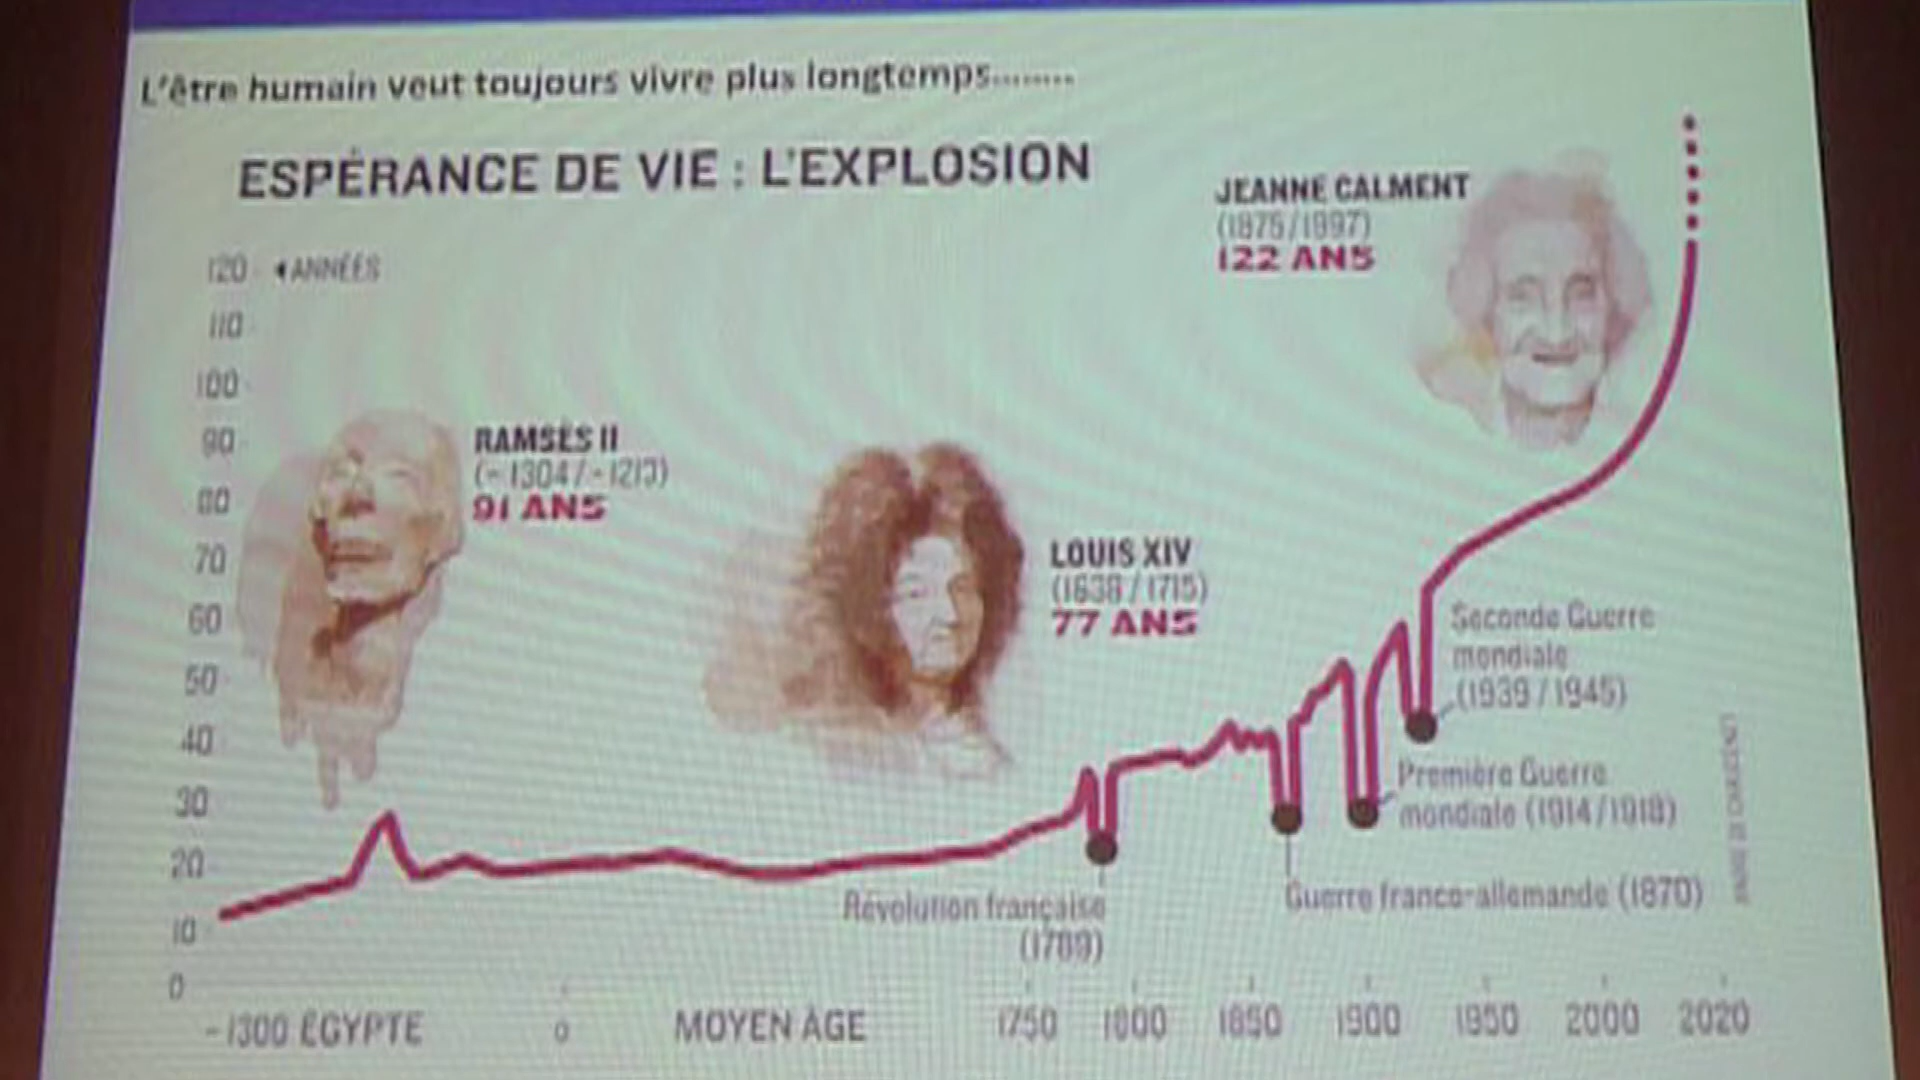 L'être humain veut toujours vivre plus longtemps........
ESPÉRANCE DE VIE : L'EXPLOSION
JEANNE CALMENT
(1875/1997)
122 ANS
120 ANNÉES
110
100
90
80
70
60
50
40
30
20
10
0
RAMSÈS II
(- 1304 / - 1213)
91 ANS
LOUIS XIV
(1638 / 1715)
77 ANS
Seconde Guerre
mondiale
(1939 / 1945)
Première Guerre
mondiale (1914/1918)
Guerre franco-allemande (1870)
Révolution française
(1789)
- 1300 ÉGYPTE
0
MOYEN ÂGE
1750
1800
1850
1900
1950
2000
2020